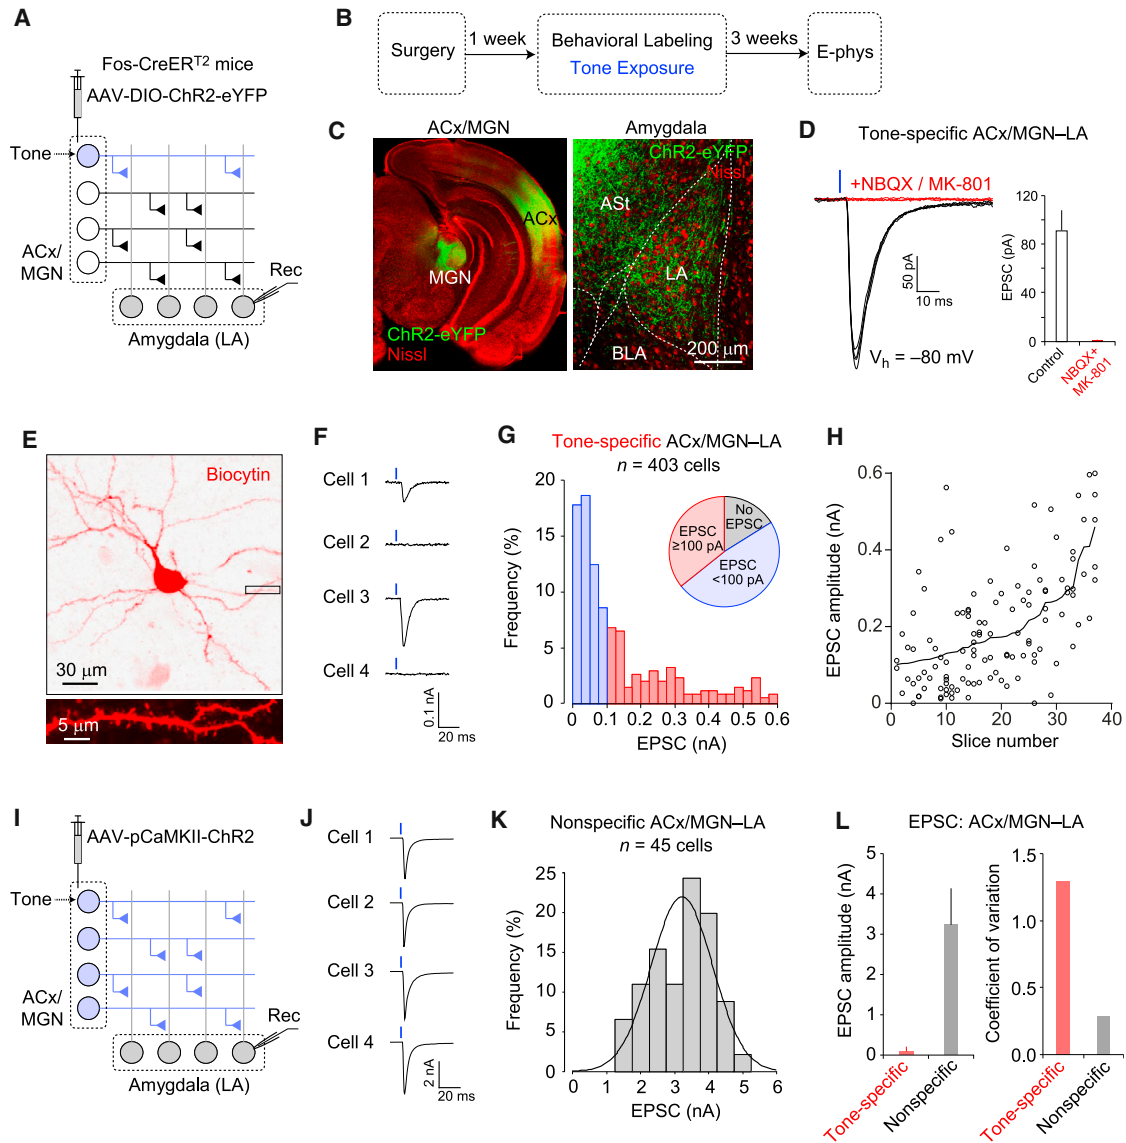 A
Fos-CreERT2 mice
AAV-DIO-ChR2-eYFP
Tone
ACx/
MGN
Rec
Amygdala (LA)
B
Surgery
1 week
Behavioral Labeling
Tone Exposure
3 weeks
E-phys
C
ACx/MGN
ACx
MGN
ChR2-eYFP
Nissl
Amygdala
ChR2-eYFP
Nissl
ASt
LA
BLA
200 μm
D
Tone-specific ACx/MGN–LA
+NBQX / MK-801
50 pA
10 ms
Vh = –80 mV
EPSC (pA)
120
80
40
0
Control
NBQX+
MK-801
E
Biocytin
30 μm
5 μm
F
Cell 1
Cell 2
Cell 3
Cell 4
0.1 nA
20 ms
G
Tone-specific ACx/MGN–LA
n = 403 cells
Frequency (%)
20
15
10
5
0
No
EPSC
EPSC
≥100 pA
EPSC
<100 pA
0 0.1 0.2 0.3 0.4 0.5 0.6
EPSC (nA)
H
EPSC amplitude (nA)
0.6
0.4
0.2
0
0 10 20 30 40
Slice number
I
AAV-pCaMKII-ChR2
Tone
ACx/
MGN
Rec
Amygdala (LA)
J
Cell 1
Cell 2
Cell 3
Cell 4
2 nA
20 ms
K
Nonspecific ACx/MGN–LA
n = 45 cells
Frequency (%)
25
20
15
10
5
0
0 1 2 3 4 5 6
EPSC (nA)
L
EPSC: ACx/MGN–LA
EPSC amplitude (nA)
5
4
3
2
1
0
Tone-specific
Nonspecific
Coefficient of variation
1.5
1.0
0.5
0.0
Tone-specific
Nonspecific